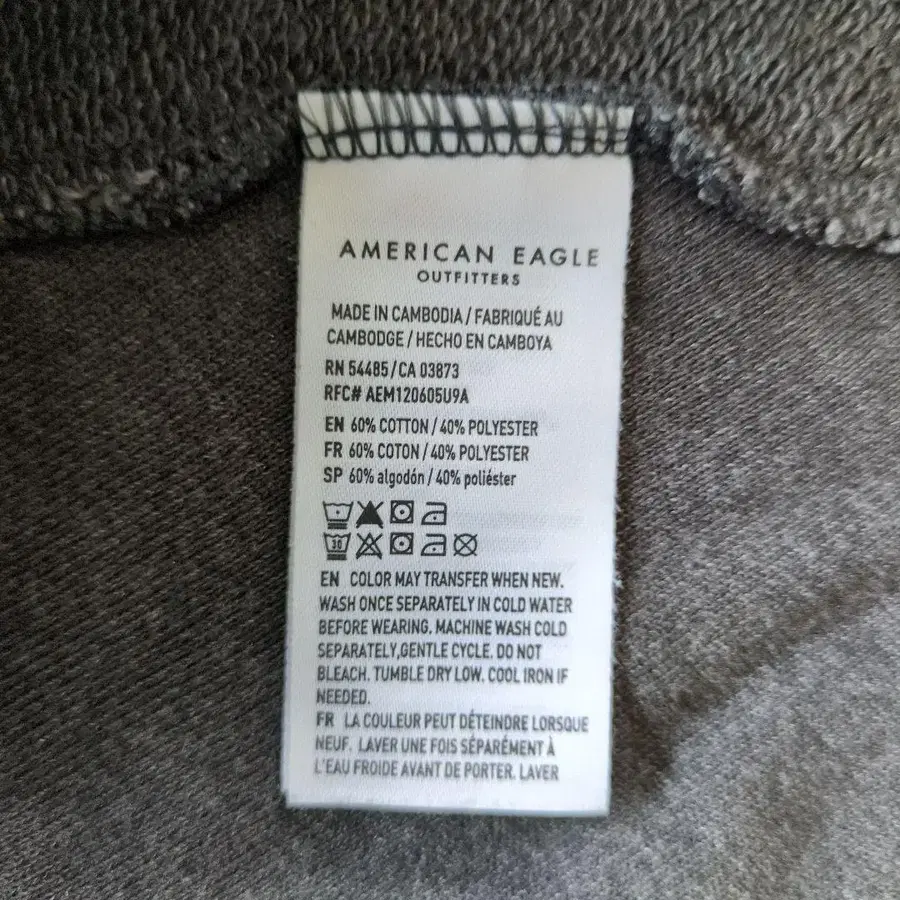 AMERICAN EAGLE
OUTFITTERS
MADE IN CAMBODIA / FABRIQUÉ AU
CAMBODGE / HECHO EN CAMBOYA
RN 54485 / CA 03873
RFC# AEM120605U9A
EN 60% COTTON / 40% POLYESTER
FR 60% COTON / 40% POLYESTER
SP 60% algodón / 40% poliéster
30
EN COLOR MAY TRANSFER WHEN NEW.
WASH ONCE SEPARATELY IN COLD WATER
BEFORE WEARING. MACHINE WASH COLD
SEPARATELY,GENTLE CYCLE. DO NOT
BLEACH. TUMBLE DRY LOW. COOL IRON IF
NEEDED.
FR LA COULEUR PEUT DÉTEINDRE LORSQUE
NEUF. LAVER UNE FOIS SÉPARÉMENT À
L'EAU FROIDE AVANT DE PORTER. LAVER